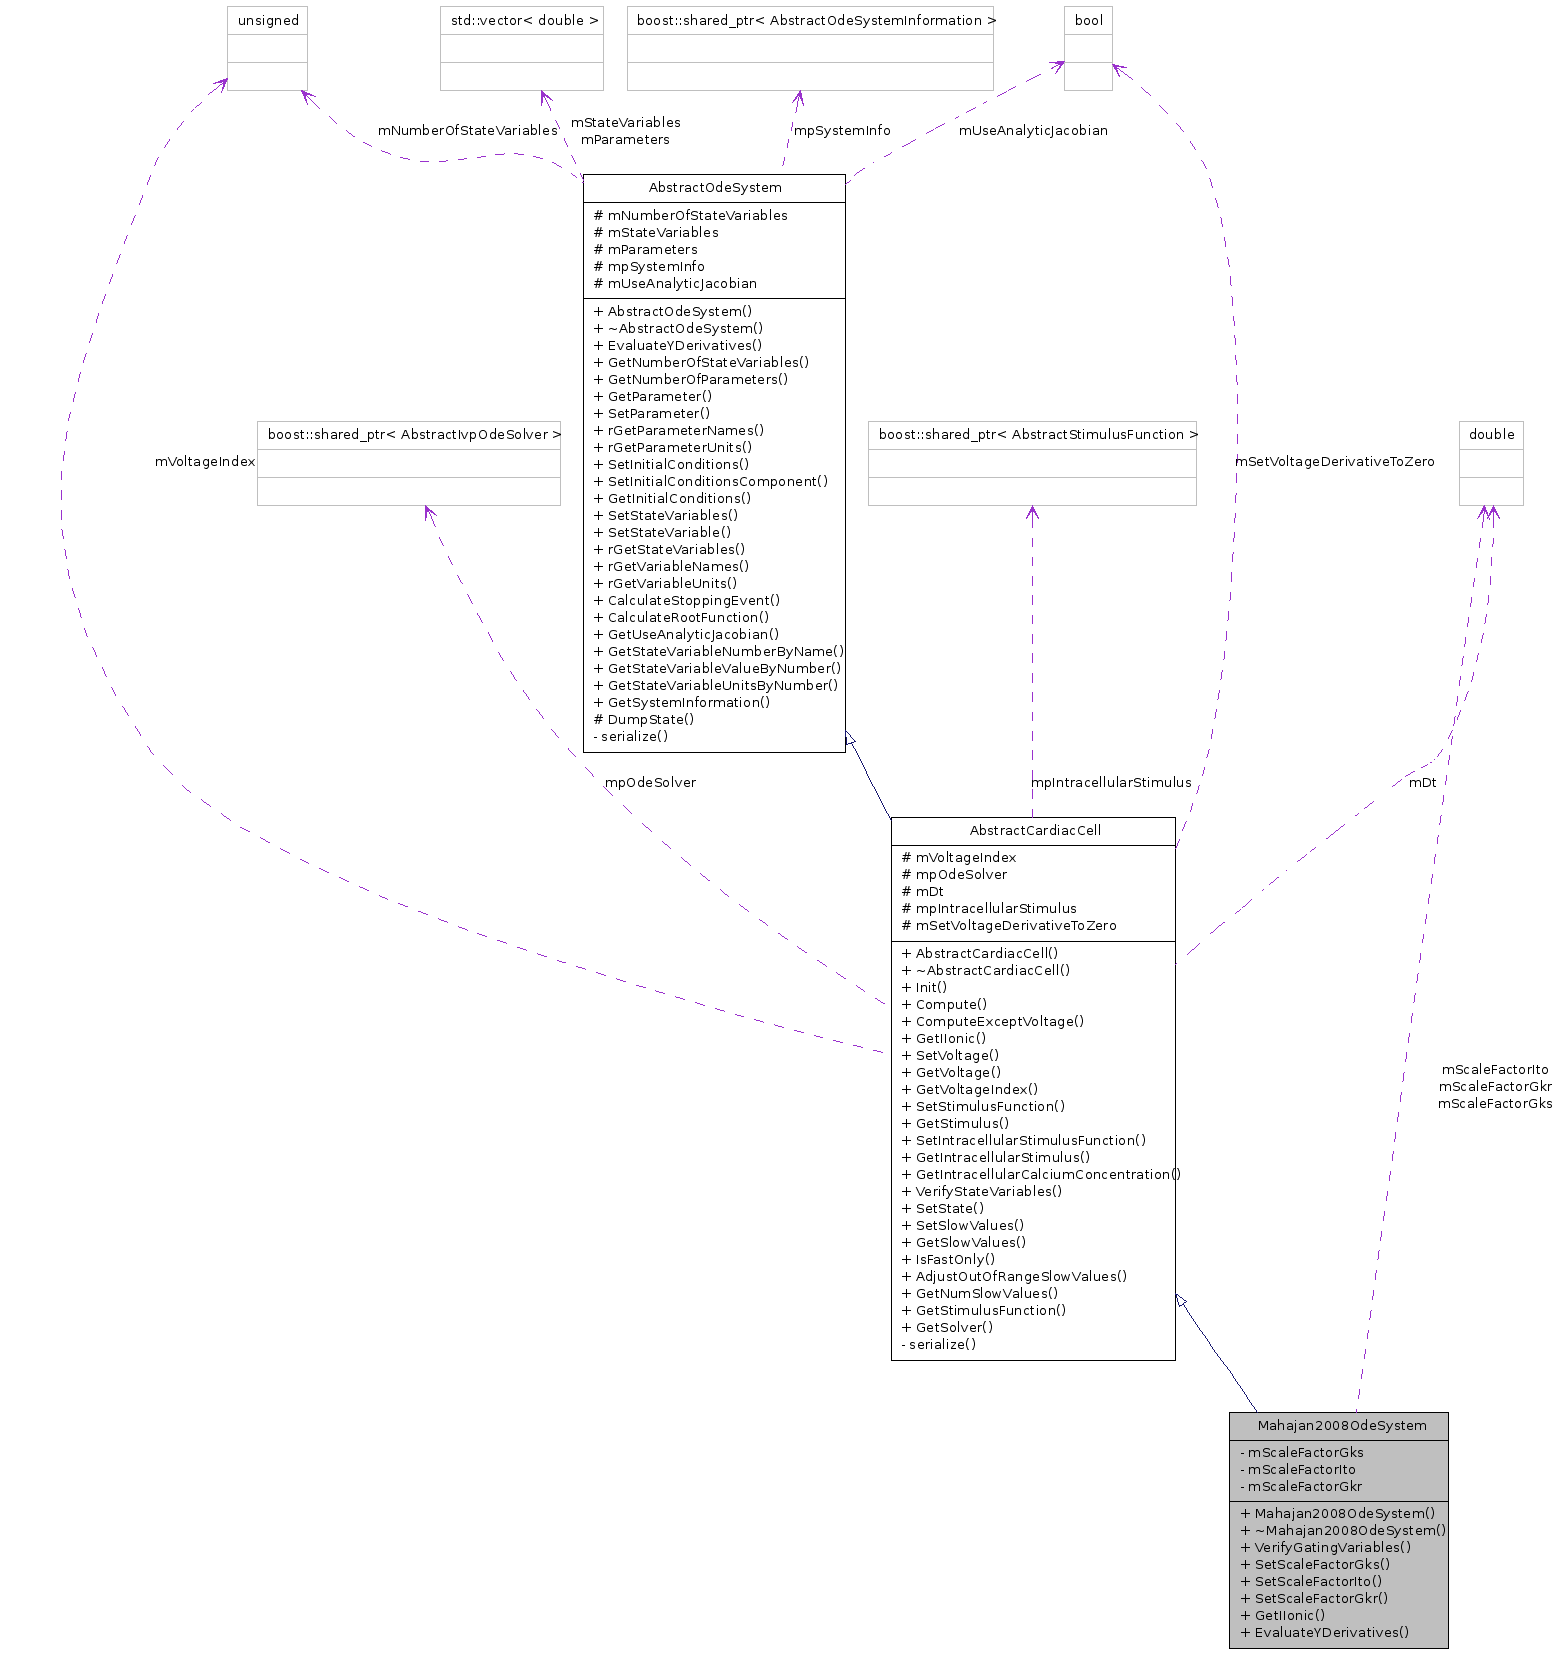 unsigned
std::vector< double >
boost::shared_ptr< AbstractOdeSystemInformation >
bool
mNumberOfStateVariables
mStateVariables
mParameters
mpSystemInfo
mUseAnalyticJacobian
AbstractOdeSystem
# mNumberOfStateVariables
# mStateVariables
# mParameters
# mpSystemInfo
# mUseAnalyticJacobian
+ AbstractOdeSystem()
+ ~AbstractOdeSystem()
+ EvaluateYDerivatives()
+ GetNumberOfStateVariables()
+ GetNumberOfParameters()
+ GetParameter()
+ SetParameter()
+ rGetParameterNames()
+ rGetParameterUnits()
+ SetInitialConditions()
+ SetInitialConditionsComponent()
+ GetInitialConditions()
+ SetStateVariables()
+ SetStateVariable()
+ rGetStateVariables()
+ rGetVariableNames()
+ rGetVariableUnits()
+ CalculateStoppingEvent()
+ CalculateRootFunction()
+ GetUseAnalyticJacobian()
+ GetStateVariableNumberByName()
+ GetStateVariableValueByNumber()
+ GetStateVariableUnitsByNumber()
+ GetSystemInformation()
# DumpState()
- serialize()
boost::shared_ptr< AbstractIvpOdeSolver >
boost::shared_ptr< AbstractStimulusFunction >
double
mVoltageIndex
mSetVoltageDerivativeToZero
mpOdeSolver
mpIntracellularStimulus
mDt
AbstractCardiacCell
# mVoltageIndex
# mpOdeSolver
# mDt
# mpIntracellularStimulus
# mSetVoltageDerivativeToZero
+ AbstractCardiacCell()
+ ~AbstractCardiacCell()
+ Init()
+ Compute()
+ ComputeExceptVoltage()
+ GetIIonic()
+ SetVoltage()
+ GetVoltage()
+ GetVoltageIndex()
+ SetStimulusFunction()
+ GetStimulus()
+ SetIntracellularStimulusFunction()
+ GetIntracellularStimulus()
+ GetIntracellularCalciumConcentration()
+ VerifyStateVariables()
+ SetState()
+ SetSlowValues()
+ GetSlowValues()
+ IsFastOnly()
+ AdjustOutOfRangeSlowValues()
+ GetNumSlowValues()
+ GetStimulusFunction()
+ GetSolver()
- serialize()
mScaleFactorIto
mScaleFactorGkr
mScaleFactorGks
Mahajan2008OdeSystem
- mScaleFactorGks
- mScaleFactorIto
- mScaleFactorGkr
+ Mahajan2008OdeSystem()
+ ~Mahajan2008OdeSystem()
+ VerifyGatingVariables()
+ SetScaleFactorGks()
+ SetScaleFactorIto()
+ SetScaleFactorGkr()
+ GetIIonic()
+ EvaluateYDerivatives()